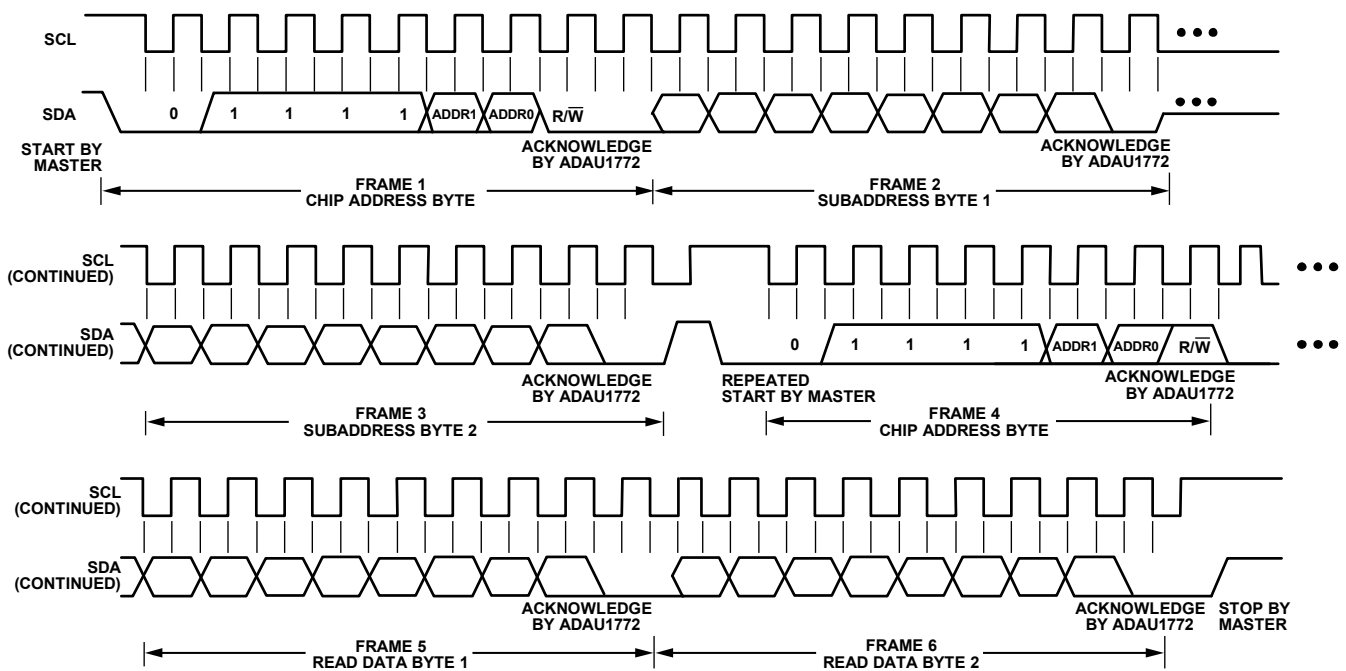 SCL
SDA
0 1 1 1 1 ADDR1 ADDR0 R/W̅
START BY
MASTER
ACKNOWLEDGE
BY ADAU1772
ACKNOWLEDGE
BY ADAU1772
FRAME 1
CHIP ADDRESS BYTE
FRAME 2
SUBADDRESS BYTE 1
SCL
(CONTINUED)
SDA
(CONTINUED)
0 1 1 1 1 ADDR1 ADDR0 R/W̅
ACKNOWLEDGE
BY ADAU1772
REPEATED
START BY MASTER
ACKNOWLEDGE
BY ADAU1772
FRAME 3
SUBADDRESS BYTE 2
FRAME 4
CHIP ADDRESS BYTE
SCL
(CONTINUED)
SDA
(CONTINUED)
ACKNOWLEDGE
BY ADAU1772
ACKNOWLEDGE
BY ADAU1772
STOP BY
MASTER
FRAME 5
READ DATA BYTE 1
FRAME 6
READ DATA BYTE 2